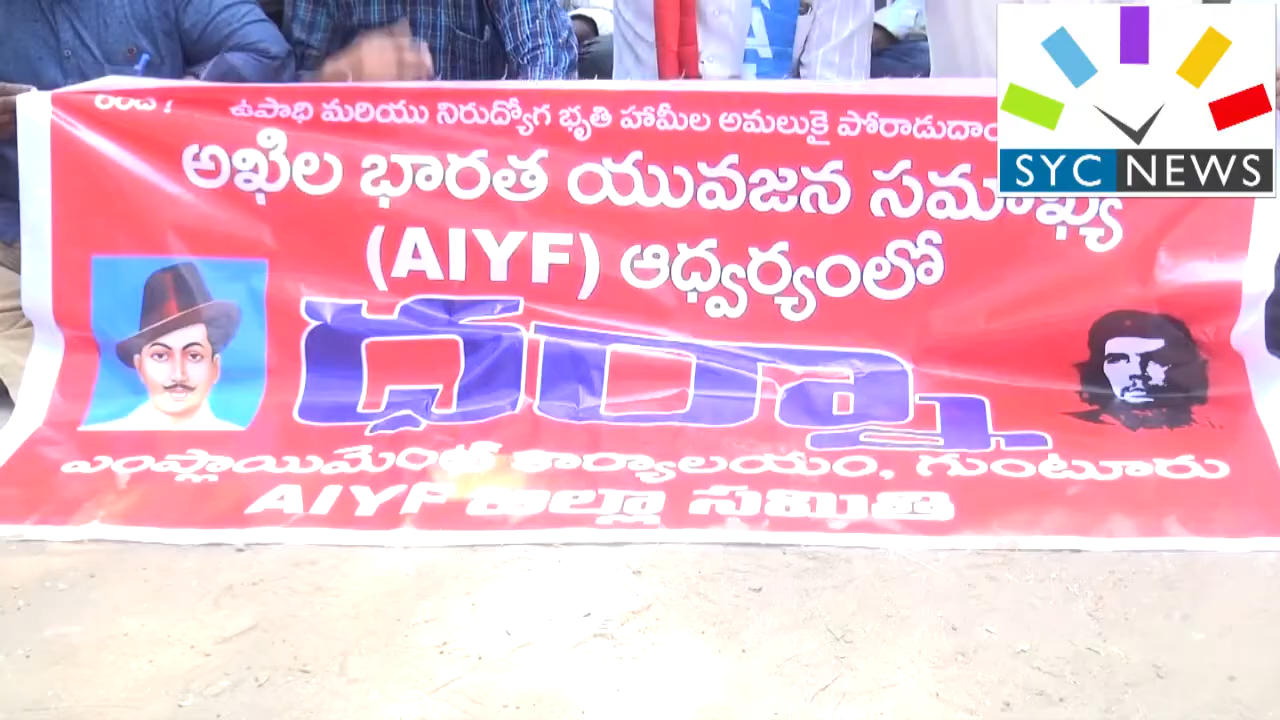 రండి !
ఉపాధి మరియు నిరుద్యోగ భృతి హామీల అమలుకై పోరాడుదాం
అఖిల భారత యువజన సమాఖ్య
(AIYF) ఆధ్వర్యంలో
ధర్నా
ఎంప్లాయిమెంట్ కార్యాలయం, గుంటూరు
AIYF జిల్లా సమితి
SYC NEWS